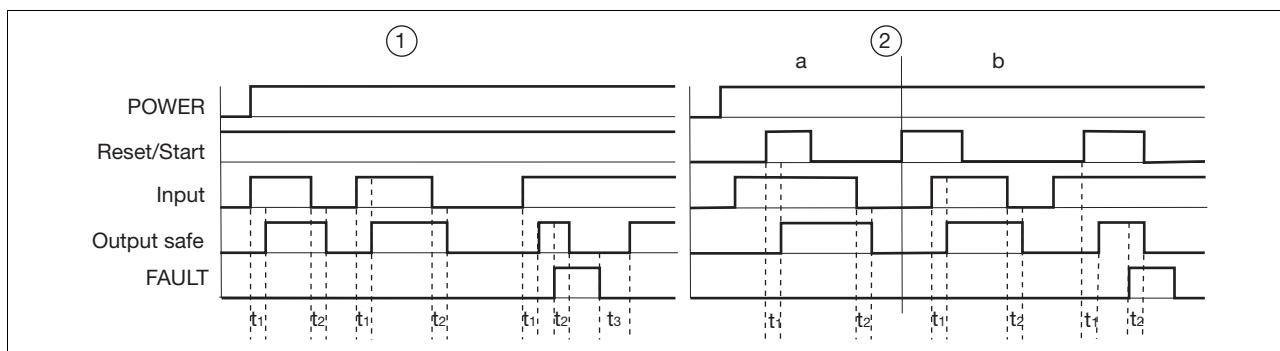 ① ②
a b
POWER
Reset/Start
Input
Output safe
FAULT
t1 t2 t1 t2 t1 t2 t3 t1 t2 t1 t2 t1 t2